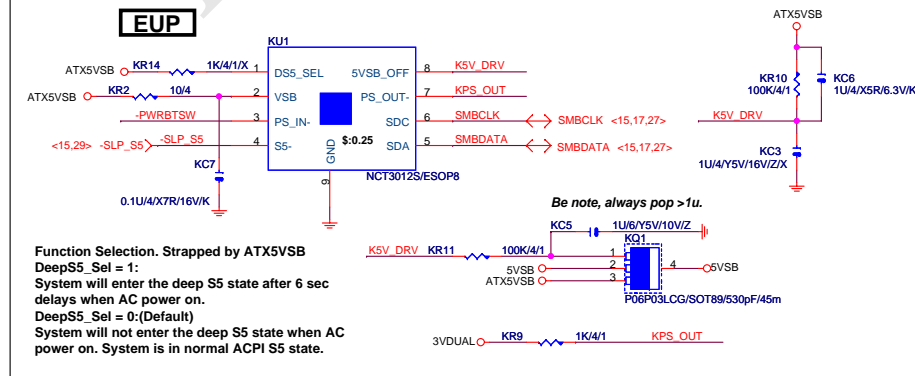 EUP
KU1
ATX5VSB KR14 1K/4/1/X 1 DS5_SEL 5VSB_OFF 8 K5V_DRV
ATX5VSB KR2 10/4 2 VSB PS_OUT- 7 KPS_OUT
-PWRBTSW 3 PS_IN- SDC 6 SMBCLK SMBCLK <15,17,27>
<15,29> -SLP_S5 -SLP_S5 4 S5- SDA 5 SMBDATA SMBDATA <15,17,27>
GND $:0.25
9 NCT3012S/ESOP8
KC7
0.1U/4/X7R/16V/K
ATX5VSB
KR10
100K/4/1
KC6
1U/4/X5R/6.3V/K
K5V_DRV
KC3
1U/4/Y5V/16V/Z/X
Be note, always pop >1u.
KC5 1U/6/Y5V/10V/Z
K5V_DRV KR11 100K/4/1 KQ1
1
5VSB 2 4 5VSB
ATX5VSB 3
P06P03LCG/SOT89/530pF/45m
3VDUAL KR9 1K/4/1 KPS_OUT
Function Selection. Strapped by ATX5VSB
DeepS5_Sel = 1:
System will enter the deep S5 state after 6 sec
delays when AC power on.
DeepS5_Sel = 0:(Default)
System will not enter the deep S5 state when AC
power on. System is in normal ACPI S5 state.